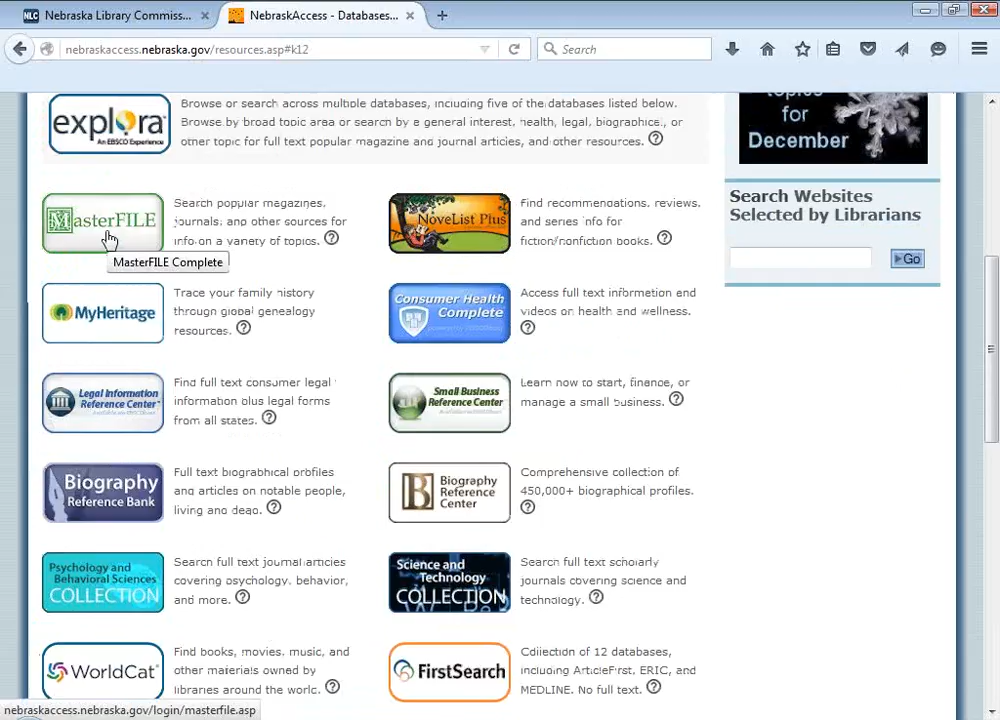 Nebraska Library Commiss...
NebraskAccess - Databases...
nebraskaccess.nebraska.gov/resources.asp#k12
Search
explora
An EBSCO Experience
Browse or search across multiple databases, including five of the databases listed below.
Browse by broad topic area or search by a general interest, health, legal, biographical, or
other topic for full text popular magazine and journal articles, and other resources.
topics
for
December
MasterFILE
Search popular magazines,
journals, and other sources for
info on a variety of topics.
MasterFILE Complete
NoveList Plus
Find recommendations, reviews,
and series info for
fiction/nonfiction books.
Search Websites
Selected by Librarians
Go
MyHeritage
Trace your family history
through global genealogy
resources.
Consumer Health
Complete
Access full text information and
videos on health and wellness.
Legal Information
Reference Center
Find full text consumer legal
information plus legal forms
from all states.
Small Business
Reference Center
Learn how to start, finance, or
manage a small business.
Biography
Reference Bank
Full text biographical profiles
and articles on notable people,
living and dead.
Biography
Reference
Center
Comprehensive collection of
450,000+ biographical profiles.
Psychology and
Behavioral Sciences
COLLECTION
Search full text journal articles
covering psychology, behavior,
and more.
Science and
Technology
COLLECTION
Search full text scholarly
journals covering science and
technology.
WorldCat
Find books, movies, music, and
other materials owned by
libraries around the world.
FirstSearch
Collection of 12 databases,
including ArticleFirst, ERIC, and
MEDLINE. No full text.
nebraskaccess.nebraska.gov/login/masterfile.asp